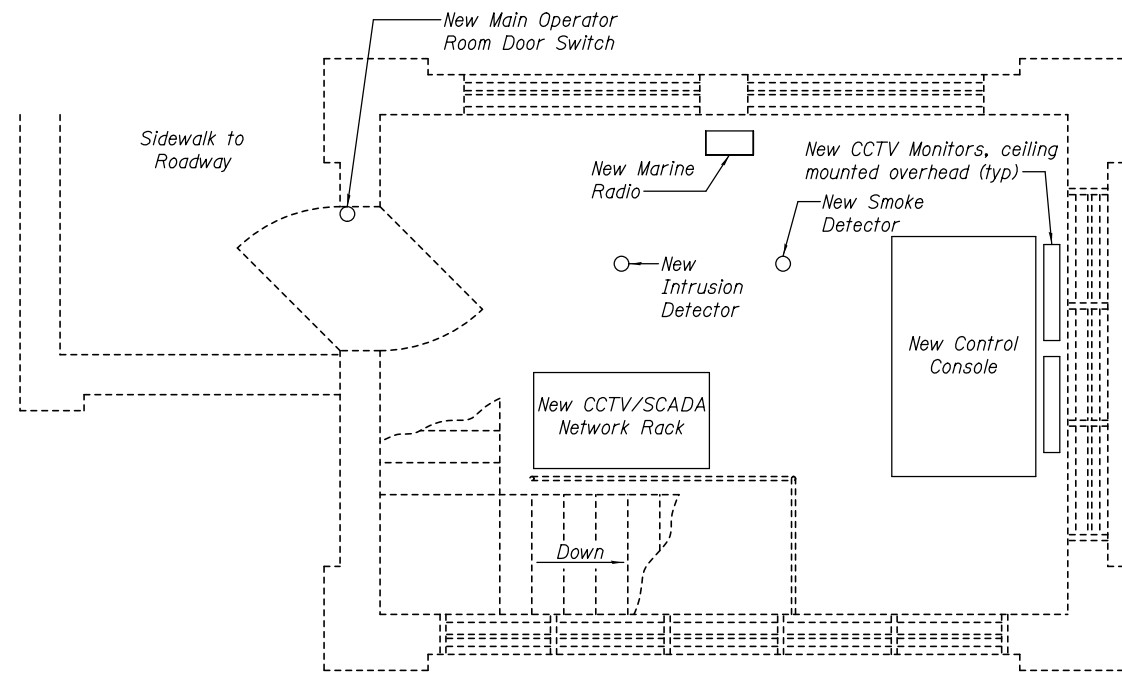 New Main Operator
Room Door Switch
Sidewalk to
Roadway
New Marine
Radio
New CCTV Monitors, ceiling
mounted overhead (typ)
New Smoke
Detector
New
Intrusion
Detector
New Control
Console
New CCTV/SCADA
Network Rack
Down